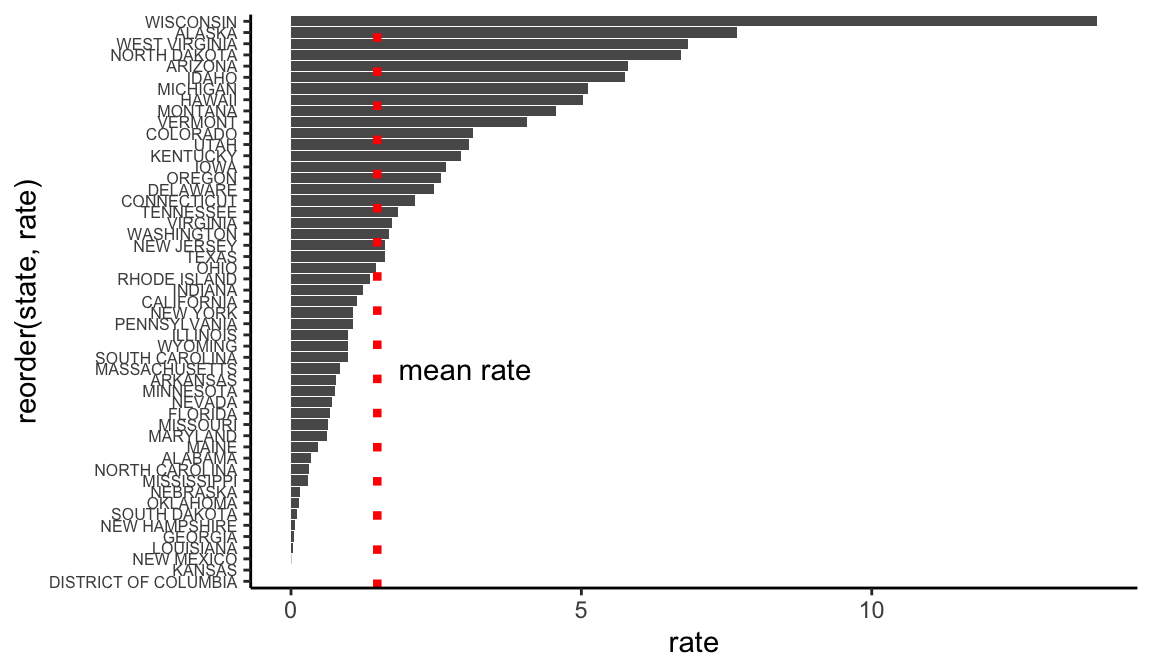 WISCONSIN
ALASKA
WEST VIRGINIA
NORTH DAKOTA
ARIZONA
IDAHO
MICHIGAN
HAWAII
MONTANA
VERMONT
COLORADO
UTAH
KENTUCKY
IOWA
OREGON
DELAWARE
CONNECTICUT
TENNESSEE
VIRGINIA
WASHINGTON
NEW JERSEY
TEXAS
OHIO
RHODE ISLAND
INDIANA
CALIFORNIA
NEW YORK
PENNSYLVANIA
ILLINOIS
WYOMING
SOUTH CAROLINA
MASSACHUSETTS
ARKANSAS
MINNESOTA
NEVADA
FLORIDA
MISSOURI
MARYLAND
MAINE
ALABAMA
NORTH CAROLINA
MISSISSIPPI
NEBRASKA
OKLAHOMA
SOUTH DAKOTA
NEW HAMPSHIRE
GEORGIA
LOUISIANA
NEW MEXICO
KANSAS
DISTRICT OF COLUMBIA
reorder(state, rate)
mean rate
0 5 10
rate